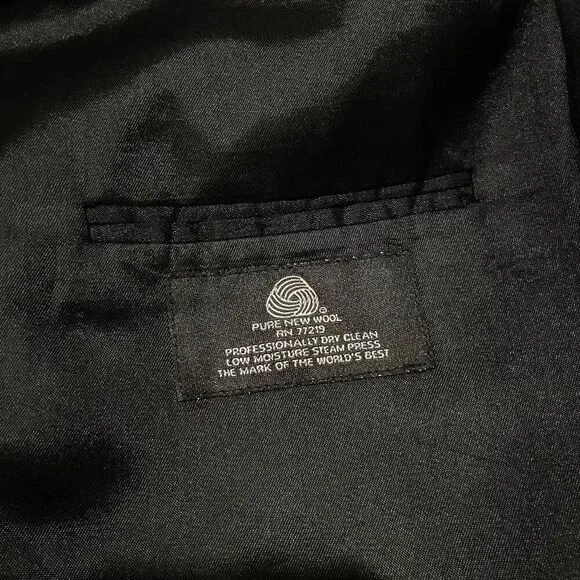 PURE NEW WOOL
RN 77219
PROFESSIONALLY DRY CLEAN
LOW MOISTURE STEAM PRESS
THE MARK OF THE WORLD'S BEST